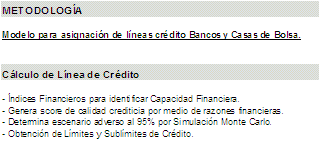 METODOLOGÍA
Modelo para asignación de líneas crédito Bancos y Casas de Bolsa.
Cálculo de Línea de Crédito
- Índices Financieros para identificar Capacidad Financiera.
- Genera score de calidad crediticia por medio de razones financieras.
- Determina escenario adverso al 95% por Simulación Monte Carlo.
- Obtención de Límites y Sublímites de Crédito.